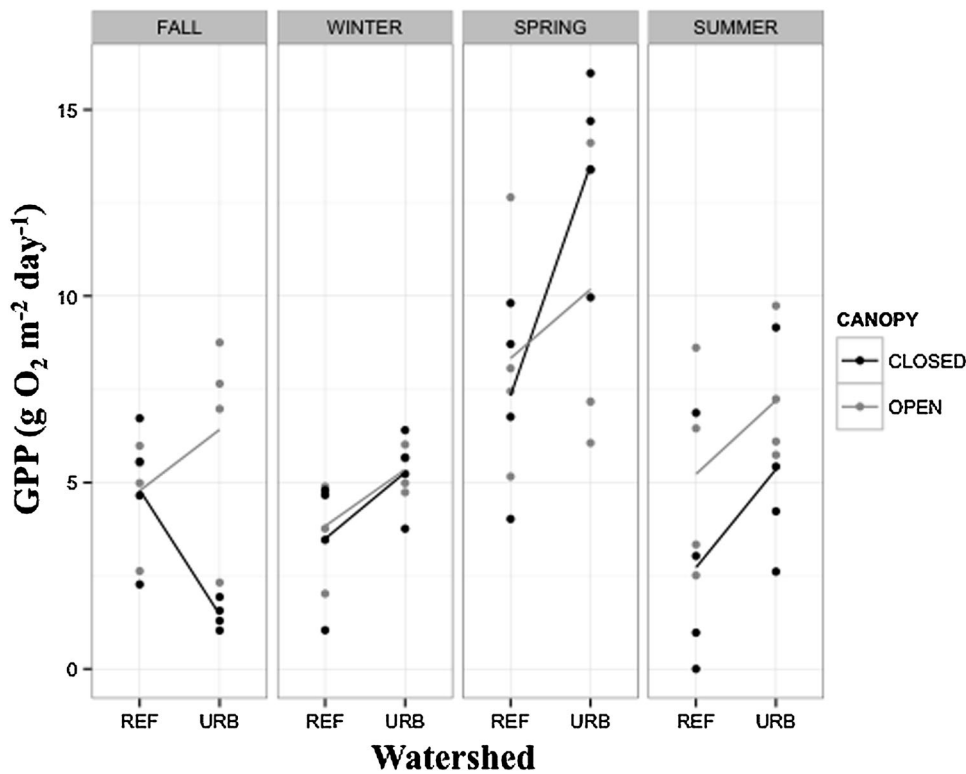 FALL WINTER SPRING SUMMER
15
10
5
0
GPP (g O₂ m⁻² day⁻¹)
CANOPY
CLOSED
OPEN
REF URB REF URB REF URB REF URB
Watershed